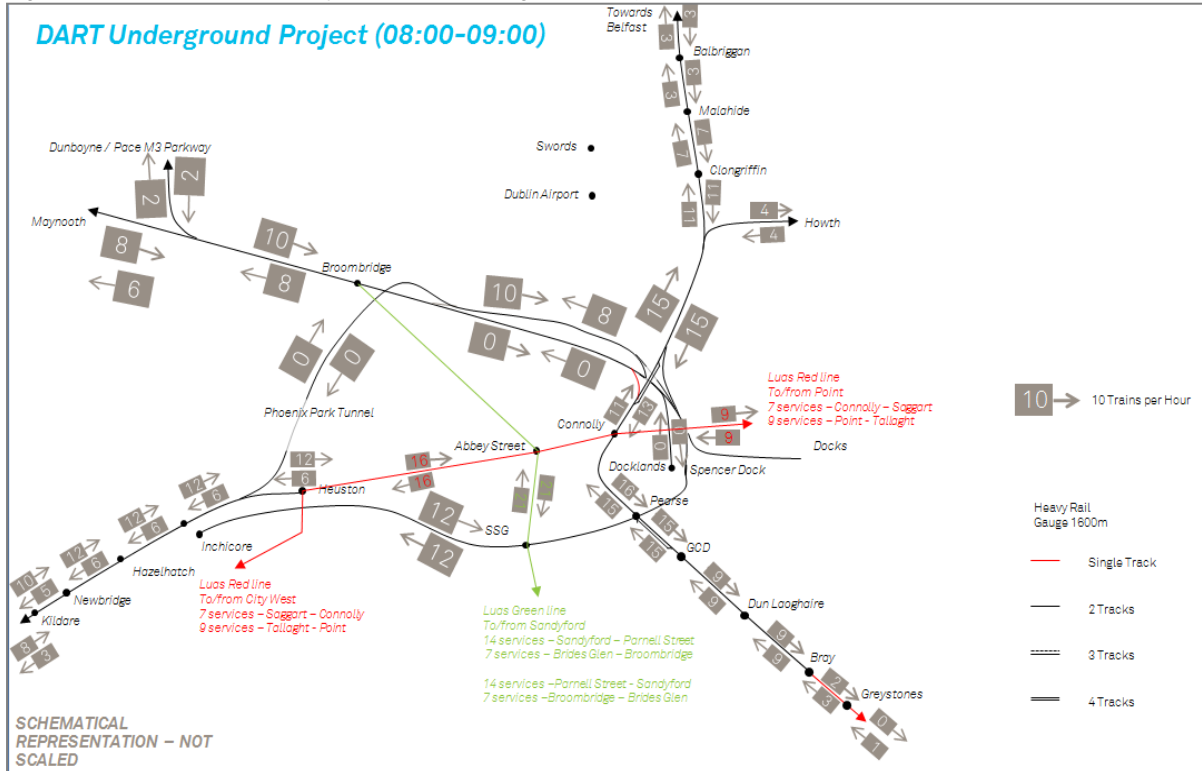 DART Underground Project (08:00-09:00)
Towards
Belfast
3
3
Balbriggan
3
3
Malahide
7
7
Clongriffin
11
11
Swords
Dublin Airport
Dunboyne / Pace M3 Parkway
2
2
Maynooth
8
6
10
8
Broombridge
4
Howth
4
10
8
15
15
0
0
0
0
Phoenix Park Tunnel
Luas Red line
To/from Point
7 services – Connolly – Saggart
9 services – Point - Tallaght
10
10 Trains per Hour
11
13
Connolly
9
9
0
0
Docks
Abbey Street
16
16
12
6
Heuston
Docklands
Spencer Dock
Pearse
16
15
15
15
GCD
12
12
SSG
Inchicore
12
6
12
6
12
6
Hazelhatch
10
5
Newbridge
Kildare
8
3
Luas Red line
To/from City West
7 services – Saggart – Connolly
9 services – Tallaght - Point
Luas Green line
To/from Sandyford
14 services – Sandyford – Parnell Street
7 services – Brides Glen – Broombridge
14 services –Parnell Street - Sandyford
7 services –Broombridge – Brides Glen
9
9
Dun Laoghaire
9
9
Bray
2
3
Greystones
0
1
Heavy Rail
Gauge 1600m
Single Track
2 Tracks
3 Tracks
4 Tracks
SCHEMATICAL
REPRESENTATION – NOT
SCALED